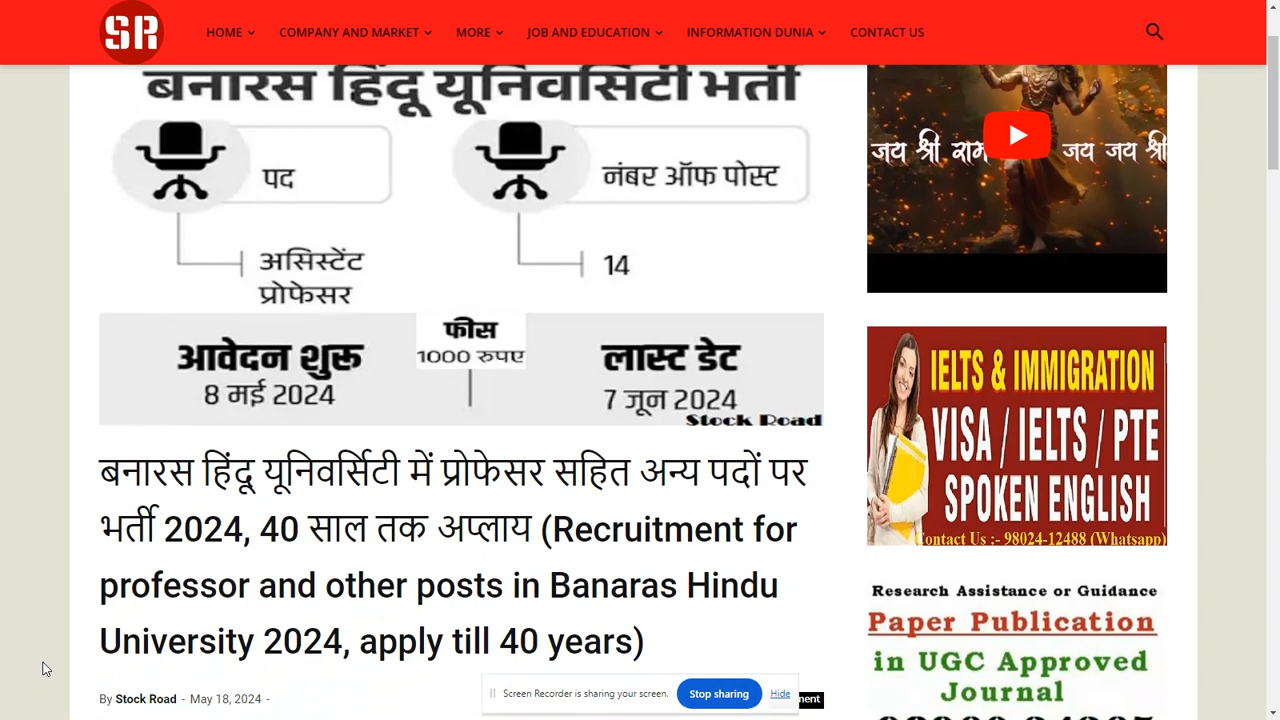 SR
HOME
COMPANY AND MARKET
MORE
JOB AND EDUCATION
INFORMATION DUNIA
CONTACT US
बनारस हिंदू यूनिवर्सिटी भर्ती
पद
नंबर ऑफ पोस्ट
असिस्टेंट
प्रोफेसर
14
आवेदन शुरू
8 मई 2024
फीस
1000 रुपए
लास्ट डेट
7 जून 2024
Stock Road
बनारस हिंदू यूनिवर्सिटी में प्रोफेसर सहित अन्य पदों पर
भर्ती 2024, 40 साल तक अप्लाय (Recruitment for
professor and other posts in Banaras Hindu
University 2024, apply till 40 years)
By Stock Road - May 18, 2024 -
Screen Recorder is sharing your screen.
Stop sharing
Hide
जय श्री राम जय जय श्री
IELTS & IMMIGRATION
VISA / IELTS / PTE
SPOKEN ENGLISH
Contact Us :- 98024-12488 (Whatsapp)
Research Assistance or Guidance
Paper Publication
in UGC Approved
Journal